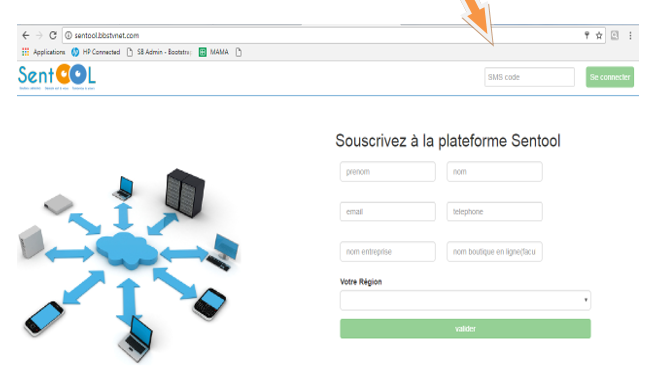 sentool.bbstvnet.com
Applications HP Connected SB Admin - Bootstra MAMA
SentOOL
SMS code Se connecter
Souscrivez à la plateforme Sentool
prenom nom
email telephone
nom entreprise nom boutique en ligne(facu
Votre Région
valider